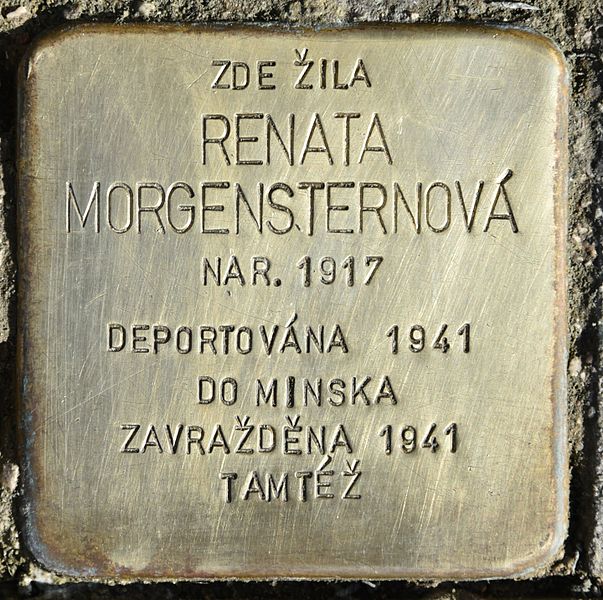 ZDE ŽILA
RENATA
MORGENSTERNOVÁ
NAR. 1917
DEPORTOVÁNA 1941
DO MINSKA
ZAVRAŽDĚNA 1941
TAMTÉŽ